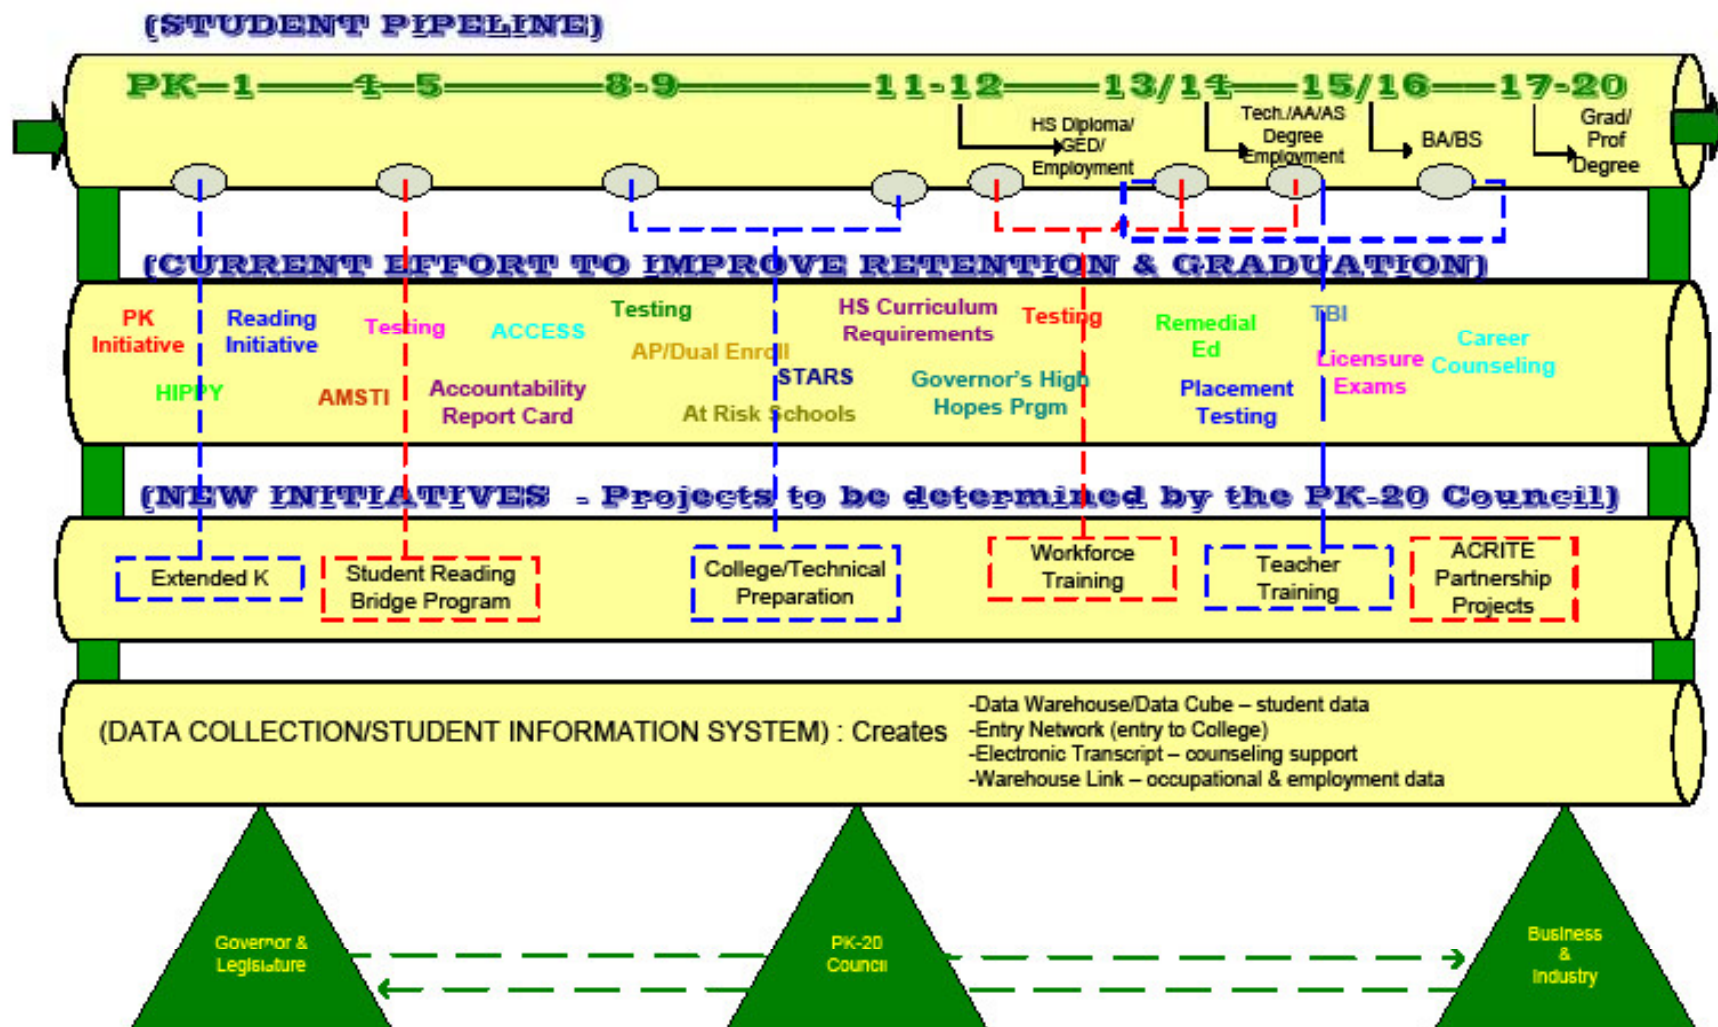 (STUDENT PIPELINE)
PK—1——4—5———8-9————11-12——13/14——15/16——17-20
HS Diploma/
GED/
Employment
Tech./AA/AS
Degree
Employment
BA/BS
Grad/
Prof
Degree
(CURRENT EFFORT TO IMPROVE RETENTION & GRADUATION)
PK
Initiative
Reading
Initiative
HIPPY
Testing
AMSTI
ACCESS
Accountability
Report Card
Testing
AP/Dual Enroll
STARS
At Risk Schools
HS Curriculum
Requirements
Governor's High
Hopes Prgm
Testing
Remedial
Ed
Placement
Testing
TBI
Licensure
Exams
Career
Counseling
(NEW INITIATIVES - Projects to be determined by the PK-20 Council)
Extended K
Student Reading
Bridge Program
College/Technical
Preparation
Workforce
Training
Teacher
Training
ACRITE
Partnership
Projects
(DATA COLLECTION/STUDENT INFORMATION SYSTEM) : Creates
-Data Warehouse/Data Cube – student data
-Entry Network (entry to College)
-Electronic Transcript – counseling support
-Warehouse Link – occupational & employment data
Governor &
Legislature
PK-20
Council
Business
&
Industry